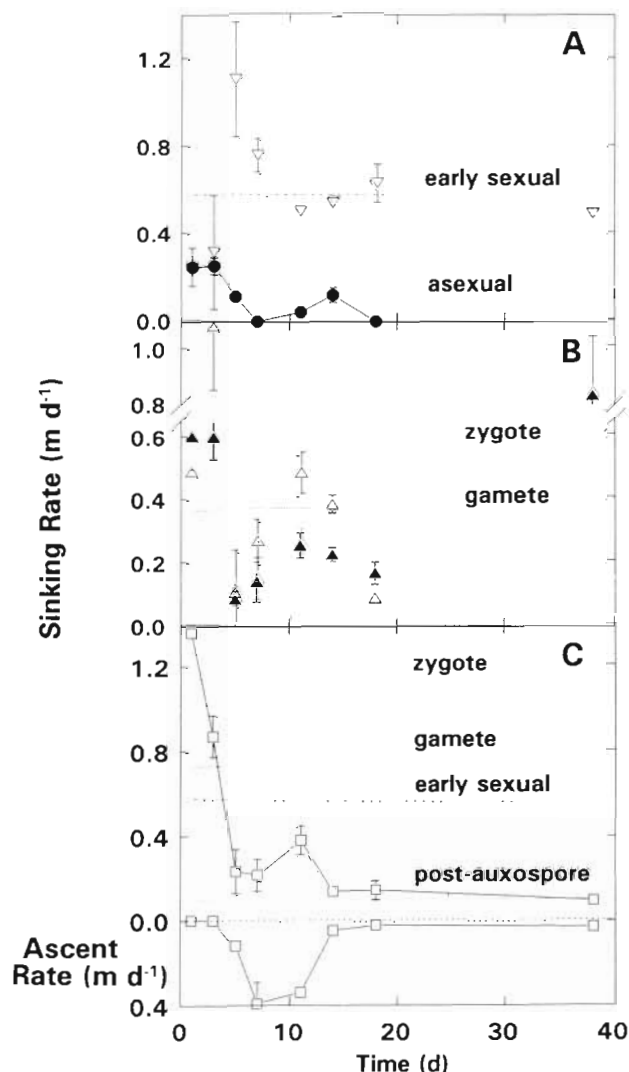 A
1.2
0.8
early sexual
0.4
asexual
0.0
B
1.0
0.8
zygote
0.6
gamete
0.4
0.2
0.0
Sinking Rate (m d⁻¹)
C
zygote
1.2
gamete
0.8
early sexual
0.4
post-auxospore
0.0
Ascent
Rate (m d⁻¹)
0.4
0 10 20 30 40
Time (d)